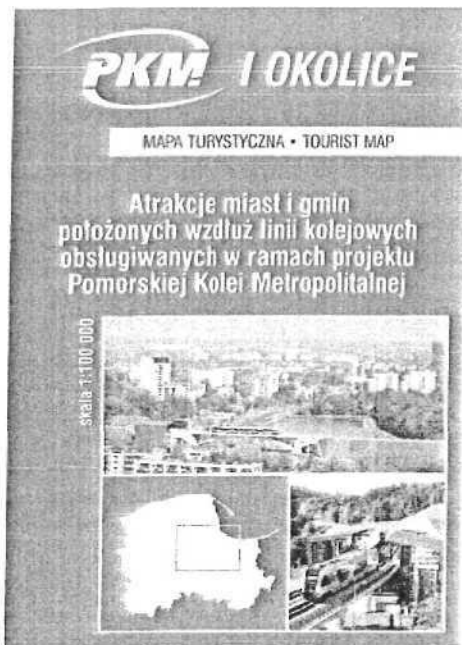 PKM I OKOLICE
MAPA TURYSTYCZNA • TOURIST MAP
Atrakcje miast i gmin
położonych wzdłuż linii kolejowych
obsługiwanych w ramach projektu
Pomorskiej Kolei Metropolitalnej
skala 1:100 000